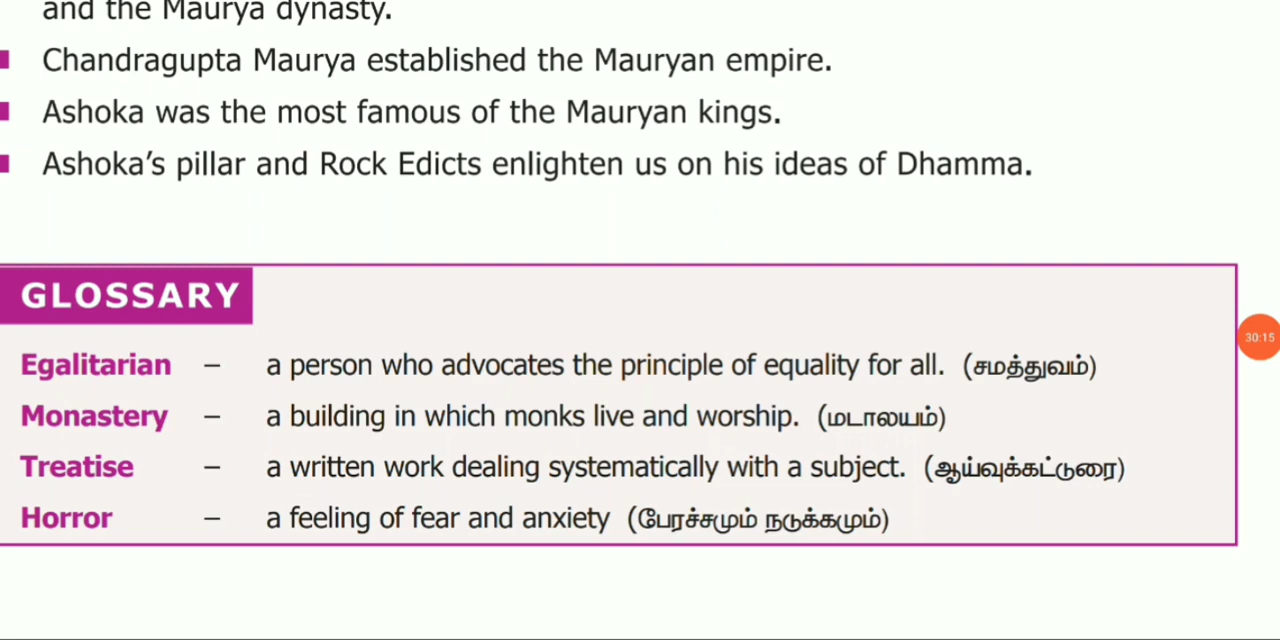 and the Maurya dynasty.
Chandragupta Maurya established the Mauryan empire.
Ashoka was the most famous of the Mauryan kings.
Ashoka's pillar and Rock Edicts enlighten us on his ideas of Dhamma.
GLOSSARY
Egalitarian – a person who advocates the principle of equality for all. (சமத்துவம்)
30:15
Monastery – a building in which monks live and worship. (மடாலயம்)
Treatise – a written work dealing systematically with a subject. (ஆய்வுக்கட்டுரை)
Horror – a feeling of fear and anxiety (பேரச்சமும் நடுக்கமும்)